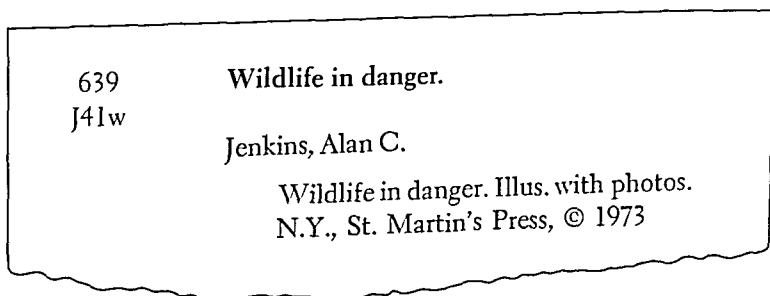 639 Wildlife in danger.
J41w
Jenkins, Alan C.
Wildlife in danger. Illus. with photos.
N.Y., St. Martin's Press, © 1973